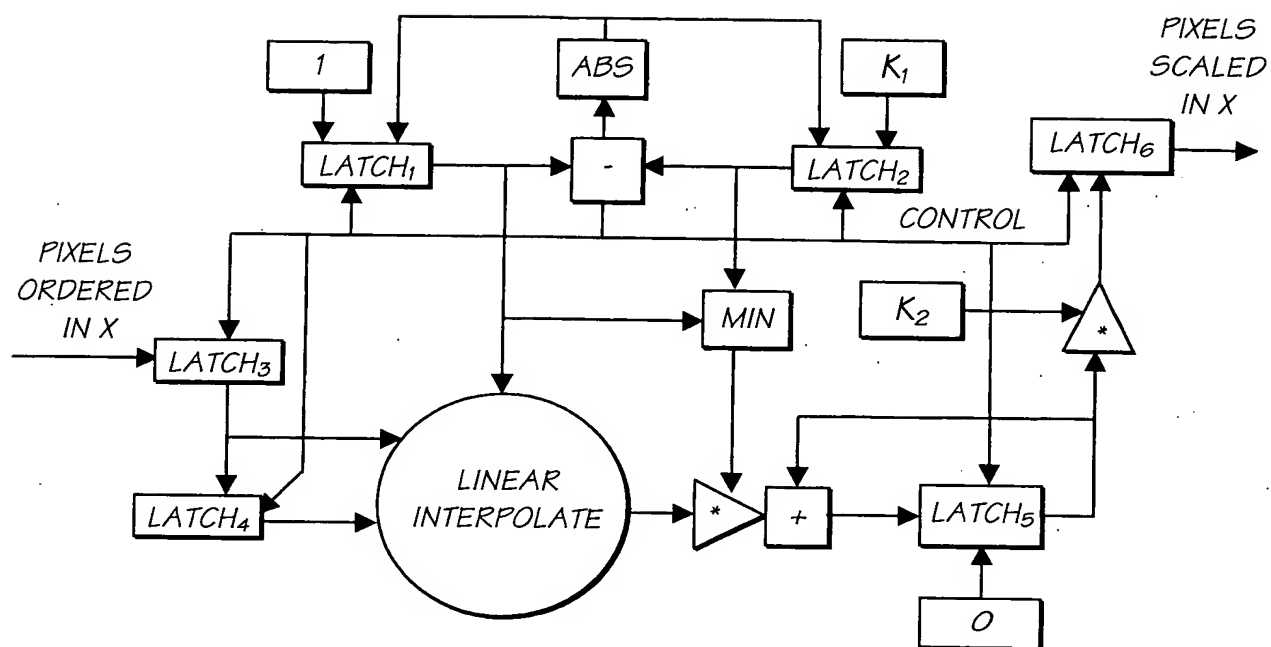 PIXELS
SCALED
IN X
1
ABS
K₁
LATCH₁
-
LATCH₂
LATCH₆
CONTROL
PIXELS
ORDERED
IN X
MIN
K₂
*
LATCH₃
LINEAR
INTERPOLATE
LATCH₄
*
+
LATCH₅
0